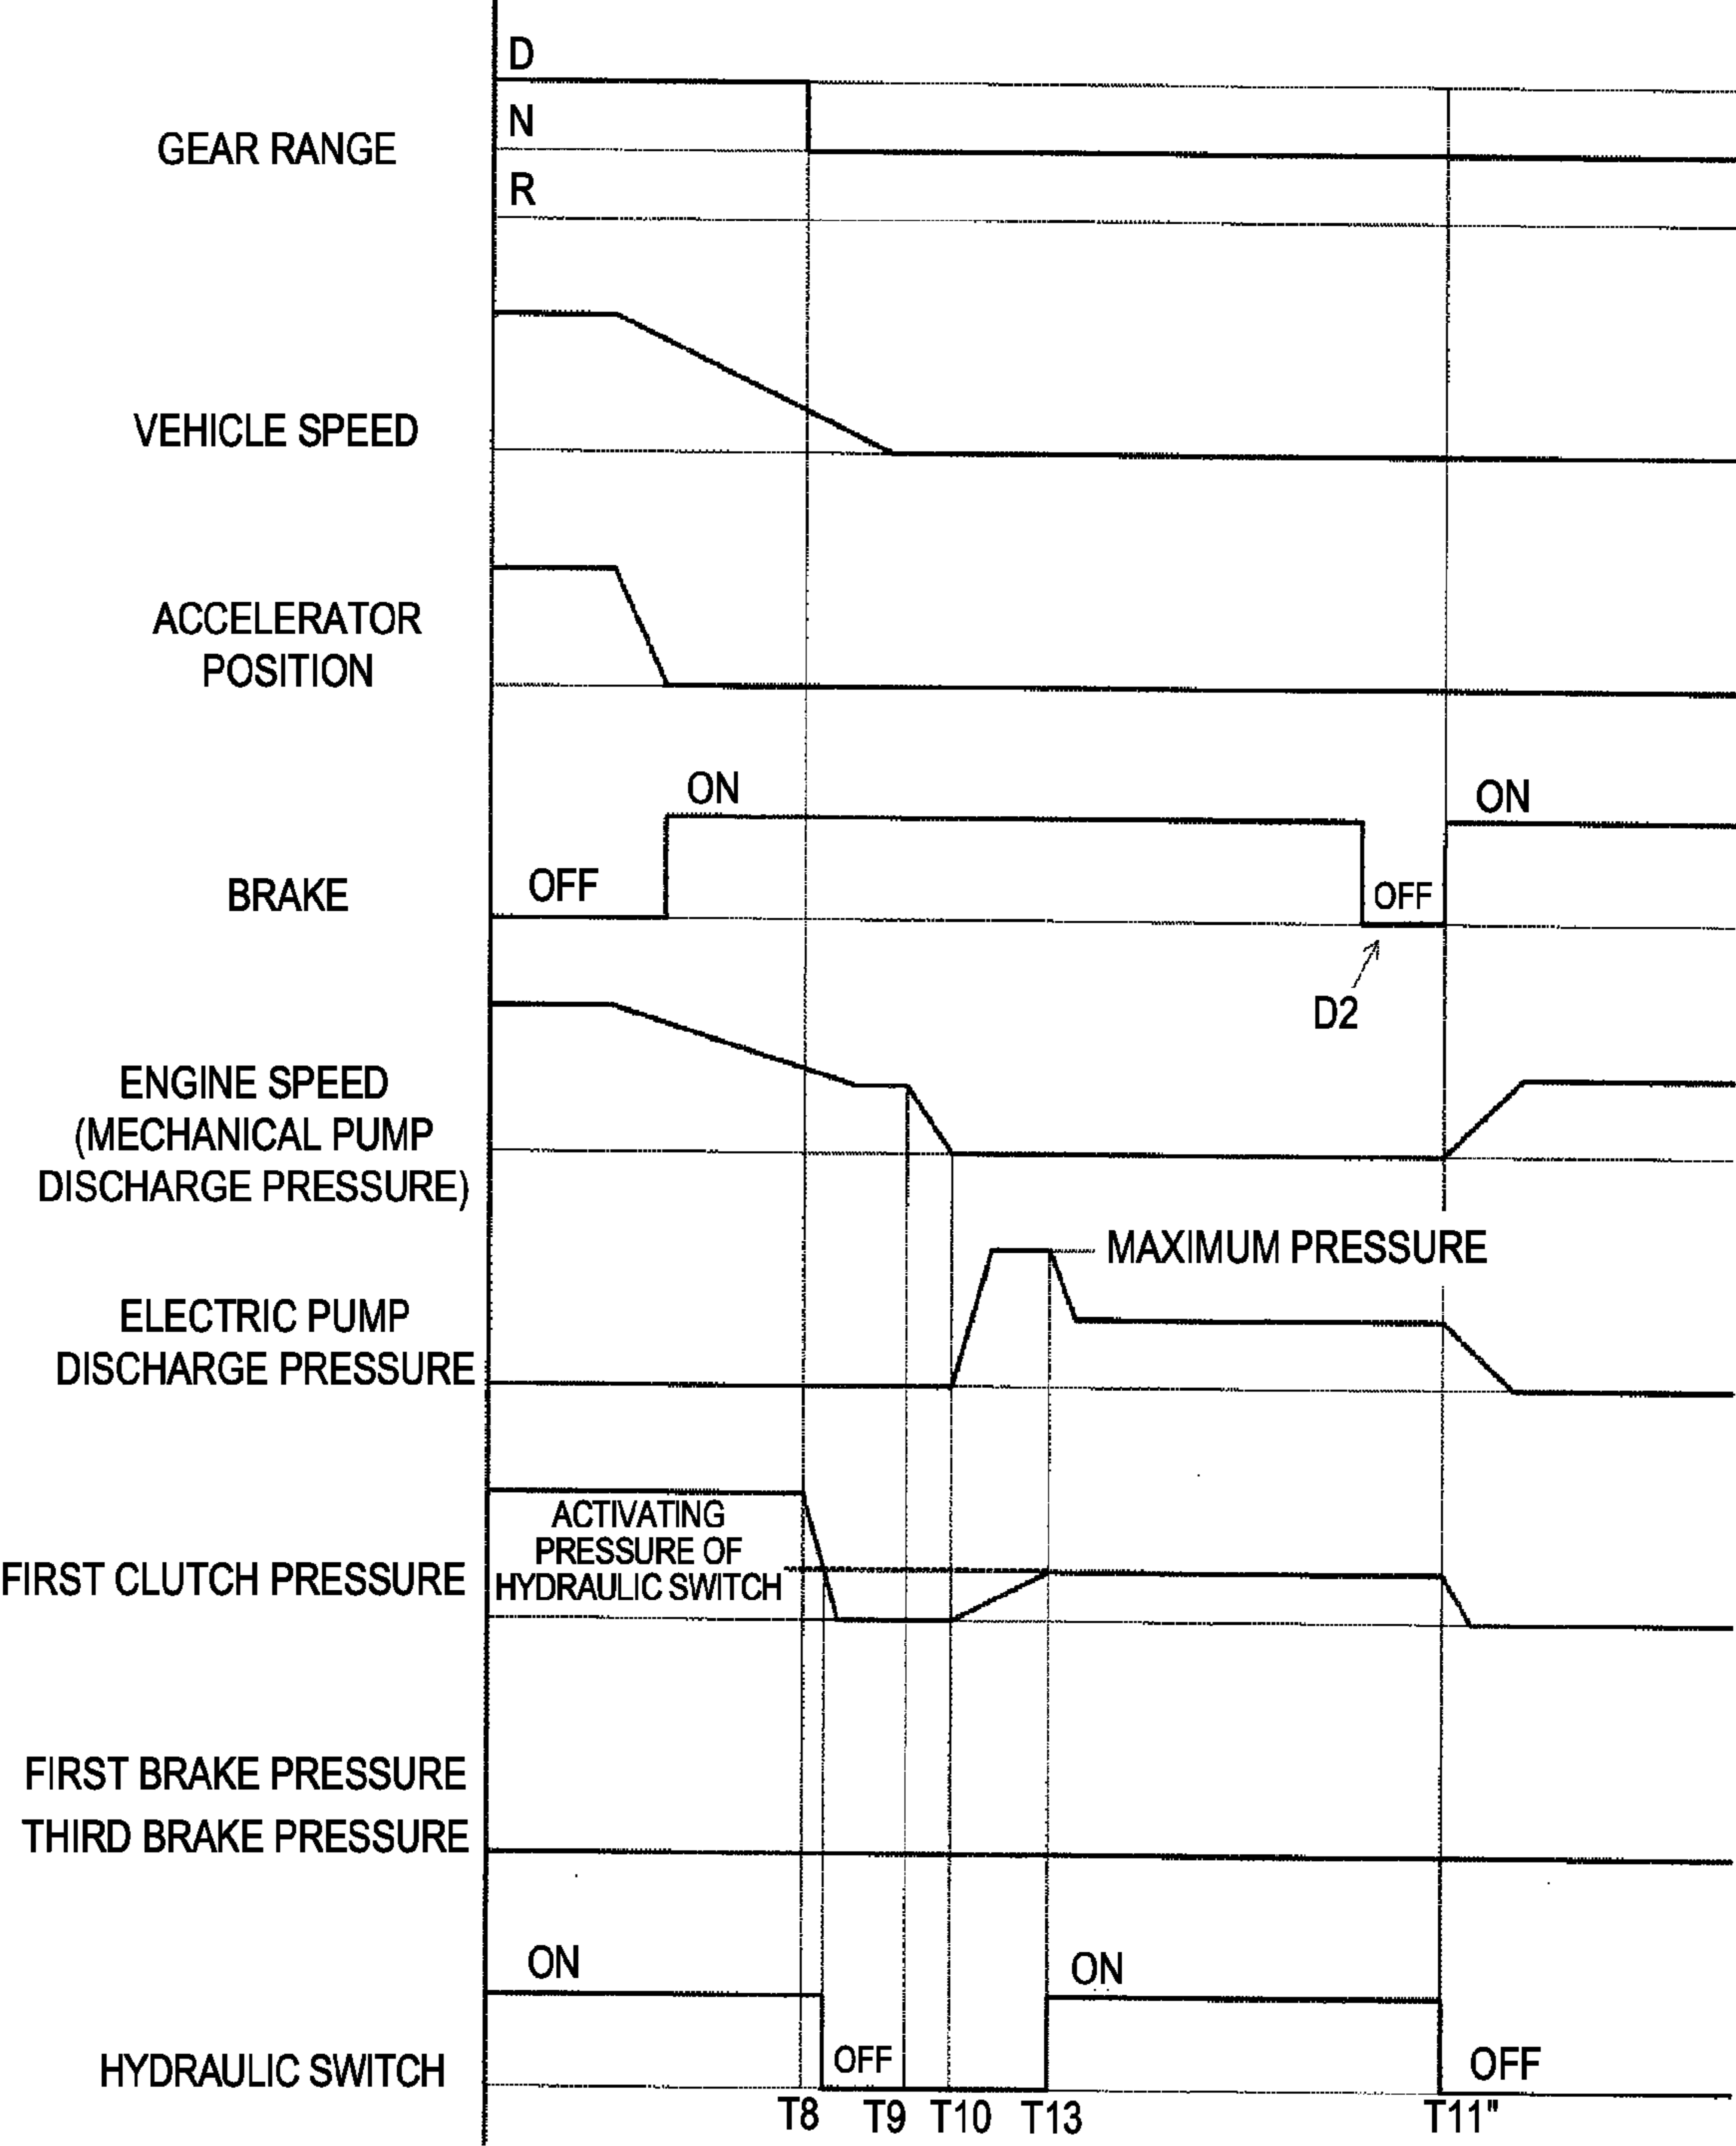 D
N
GEAR RANGE
R
VEHICLE SPEED
ACCELERATOR
POSITION
ON
ON
OFF
OFF
BRAKE
D2
ENGINE SPEED
(MECHANICAL PUMP
DISCHARGE PRESSURE)
MAXIMUM PRESSURE
ELECTRIC PUMP
DISCHARGE PRESSURE
ACTIVATING
PRESSURE OF
HYDRAULIC SWITCH
FIRST CLUTCH PRESSURE
FIRST BRAKE PRESSURE
THIRD BRAKE PRESSURE
ON
ON
OFF
OFF
HYDRAULIC SWITCH
T8 T9 T10 T13 T11"